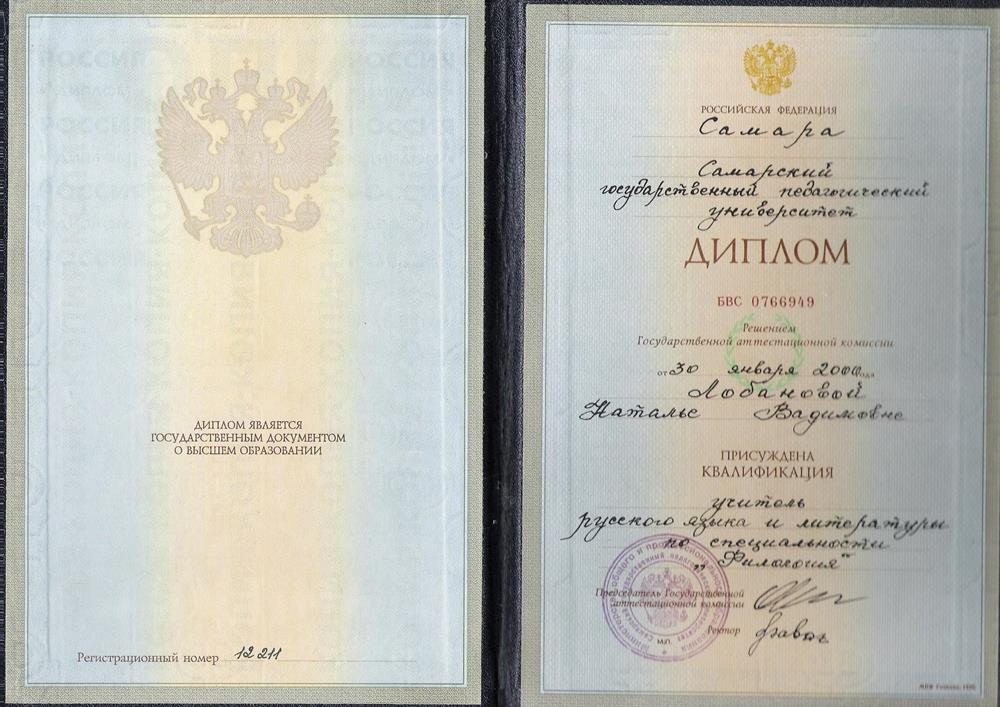 ДИПЛОМ ЯВЛЯЕТСЯ
ГОСУДАРСТВЕННЫМ ДОКУМЕНТОМ
О ВЫСШЕМ ОБРАЗОВАНИИ
Регистрационный номер 12 211
РОССИЙСКАЯ ФЕДЕРАЦИЯ
Самара
Самарский
государственный педагогический
университет
ДИПЛОМ
БВС 0766949
Решением
Государственной аттестационной комиссии
от 30 января 2000 года
Лобановой
Наталье Вадимовне
ПРИСУЖДЕНА
КВАЛИФИКАЦИЯ
учитель
русского языка и литературы
по специальности
„Филология"
Председатель Государственной
аттестационной комиссии
Ректор
М.П.